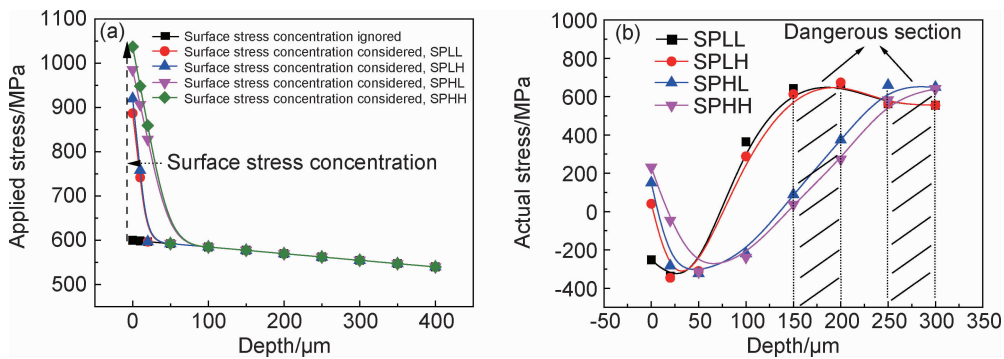 (a)
Surface stress concentration ignored
Surface stress concentration considered, SPLL
Surface stress concentration considered, SPLH
Surface stress concentration considered, SPHL
Surface stress concentration considered, SPHH
Surface stress concentration
Applied stress/MPa
1100
1000
900
800
700
600
500
0 100 200 300 400
Depth/μm
(b)
SPLL
SPLH
SPHL
SPHH
Dangerous section
Actual stress/MPa
1000
800
600
400
200
0
-200
-400
-50 0 50 100 150 200 250 300 350
Depth/μm